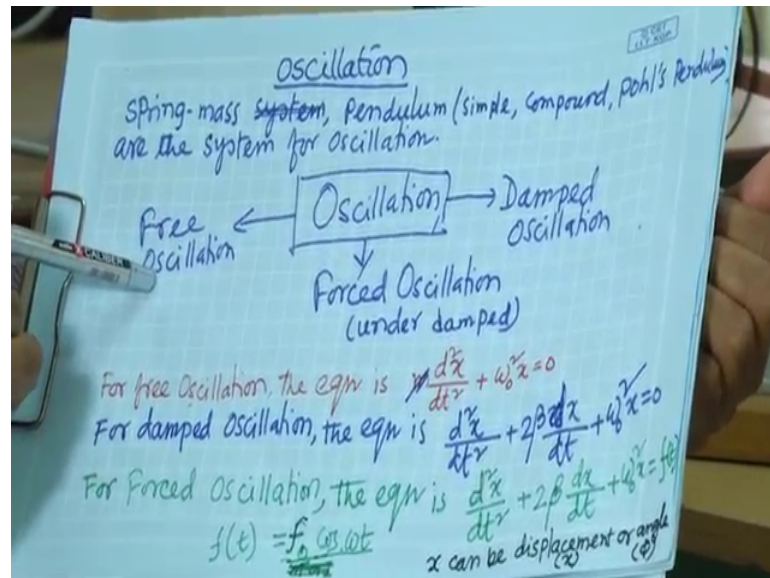 Oscillation
Spring-mass system, Pendulum (simple, compound, pohl's Pendulum)
are the system for oscillation.
Free Oscillation
Oscillation
Damped Oscillation
Forced Oscillation
(under damped)
For free Oscillation, The eqn is d²x/dt² + ω₀²x = 0
For damped oscillation, the eqn is d²x/dt² + 2β dx/dt + ω₀²x = 0
For Forced Oscillation, The eqn is d²x/dt² + 2β dx/dt + ω₀²x = f(t)
f(t) = f₀ cos ωt
x can be displacement or angle
(x) (φ)
CALIBER